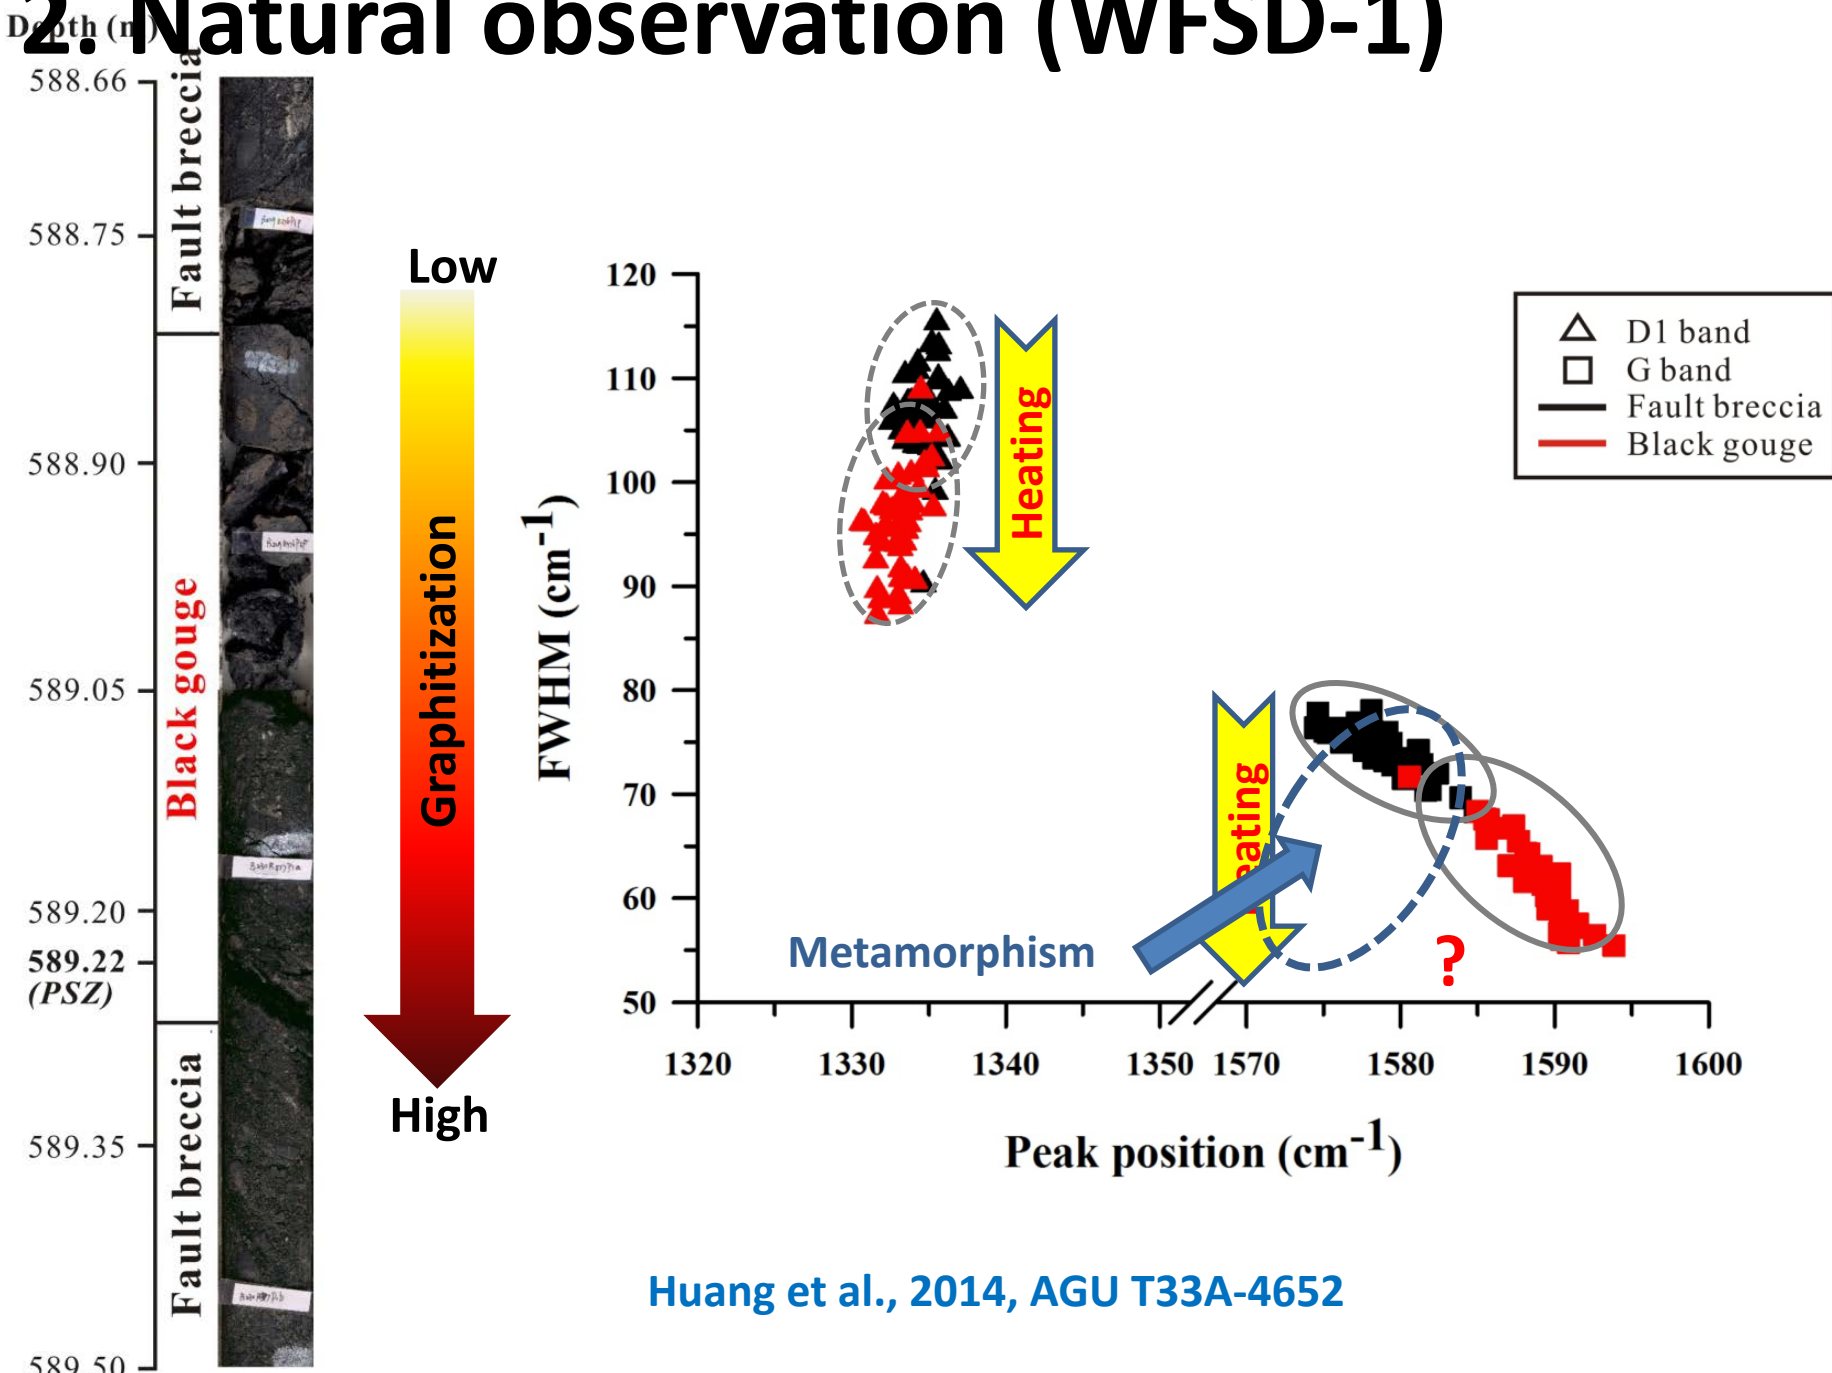 2. Natural observation (WFSD-1)
Depth (m)
588.66
588.75
588.90
589.05
589.20
589.22
(PSZ)
589.35
589.50
Fault breccia
Black gouge
Fault breccia
Low
Graphitization
High
FWHM (cm-1)
120
110
100
90
80
70
60
50
Heating
eating
Metamorphism
?
1320 1330 1340 1350 1570 1580 1590 1600
Peak position (cm-1)
D1 band
G band
Fault breccia
Black gouge
Huang et al., 2014, AGU T33A-4652